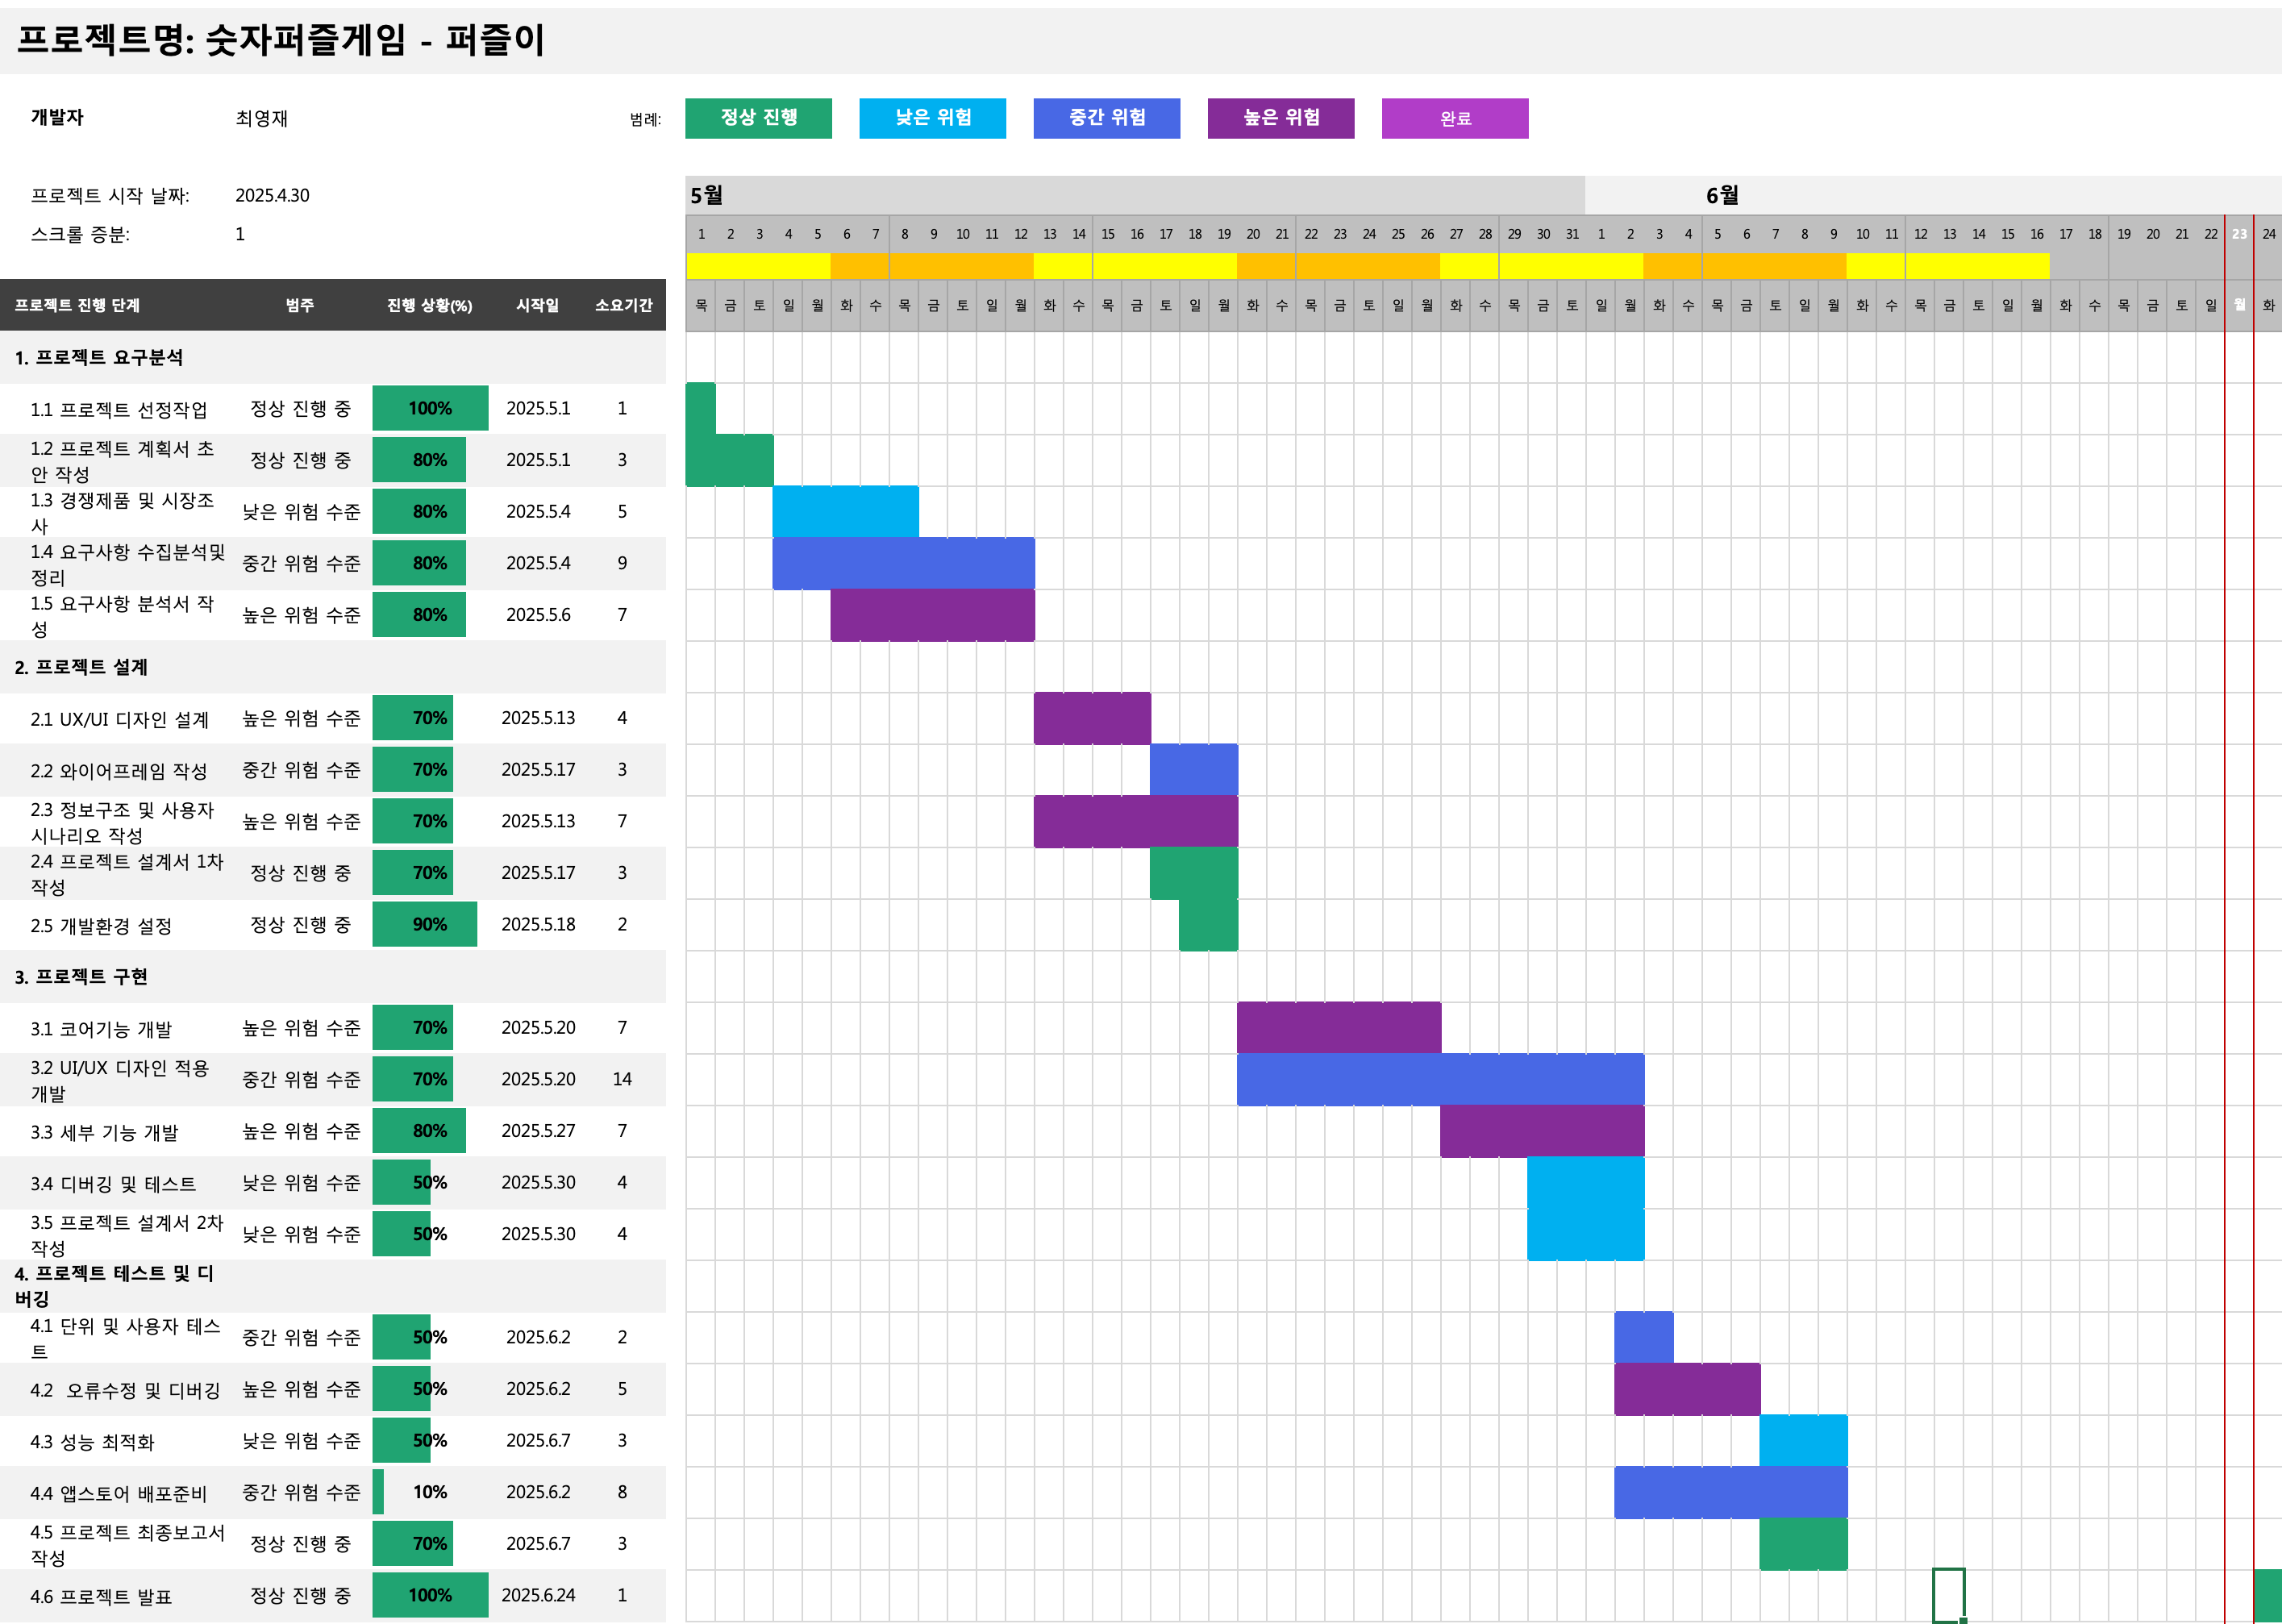 프로젝트명: 숫자퍼즐게임 - 퍼즐이
개발자 최영재 범례: 정상 진행 낮은 위험 중간 위험 높은 위험 완료
프로젝트 시작 날짜: 2025.4.30 5월 6월
스크롤 증분: 1
1 2 3 4 5 6 7 8 9 10 11 12 13 14 15 16 17 18 19 20 21 22 23 24 25 26 27 28 29 30 31 1 2 3 4 5 6 7 8 9 10 11 12 13 14 15 16 17 18 19 20 21 22 23 24
프로젝트 진행 단계 범주 진행 상황(%) 시작일 소요기간
목 금 토 일 월 화 수 목 금 토 일 월 화 수 목 금 토 일 월 화 수 목 금 토 일 월 화 수 목 금 토 일 월 화 수 목 금 토 일 월 화 수 목 금 토 일 월 화 수 목 금 토 일 월 화
1. 프로젝트 요구분석
1.1 프로젝트 선정작업 정상 진행 중 100% 2025.5.1 1
1.2 프로젝트 계획서 초
안 작성 정상 진행 중 80% 2025.5.1 3
1.3 경쟁제품 및 시장조
사 낮은 위험 수준 80% 2025.5.4 5
1.4 요구사항 수집분석및
정리 중간 위험 수준 80% 2025.5.4 9
1.5 요구사항 분석서 작
성 높은 위험 수준 80% 2025.5.6 7
2. 프로젝트 설계
2.1 UX/UI 디자인 설계 높은 위험 수준 70% 2025.5.13 4
2.2 와이어프레임 작성 중간 위험 수준 70% 2025.5.17 3
2.3 정보구조 및 사용자
시나리오 작성 높은 위험 수준 70% 2025.5.13 7
2.4 프로젝트 설계서 1차
작성 정상 진행 중 70% 2025.5.17 3
2.5 개발환경 설정 정상 진행 중 90% 2025.5.18 2
3. 프로젝트 구현
3.1 코어기능 개발 높은 위험 수준 70% 2025.5.20 7
3.2 UI/UX 디자인 적용
개발 중간 위험 수준 70% 2025.5.20 14
3.3 세부 기능 개발 높은 위험 수준 80% 2025.5.27 7
3.4 디버깅 및 테스트 낮은 위험 수준 50% 2025.5.30 4
3.5 프로젝트 설계서 2차
작성 낮은 위험 수준 50% 2025.5.30 4
4. 프로젝트 테스트 및 디
버깅
4.1 단위 및 사용자 테스
트 중간 위험 수준 50% 2025.6.2 2
4.2 오류수정 및 디버깅 높은 위험 수준 50% 2025.6.2 5
4.3 성능 최적화 낮은 위험 수준 50% 2025.6.7 3
4.4 앱스토어 배포준비 중간 위험 수준 10% 2025.6.2 8
4.5 프로젝트 최종보고서
작성 정상 진행 중 70% 2025.6.7 3
4.6 프로젝트 발표 정상 진행 중 100% 2025.6.24 1